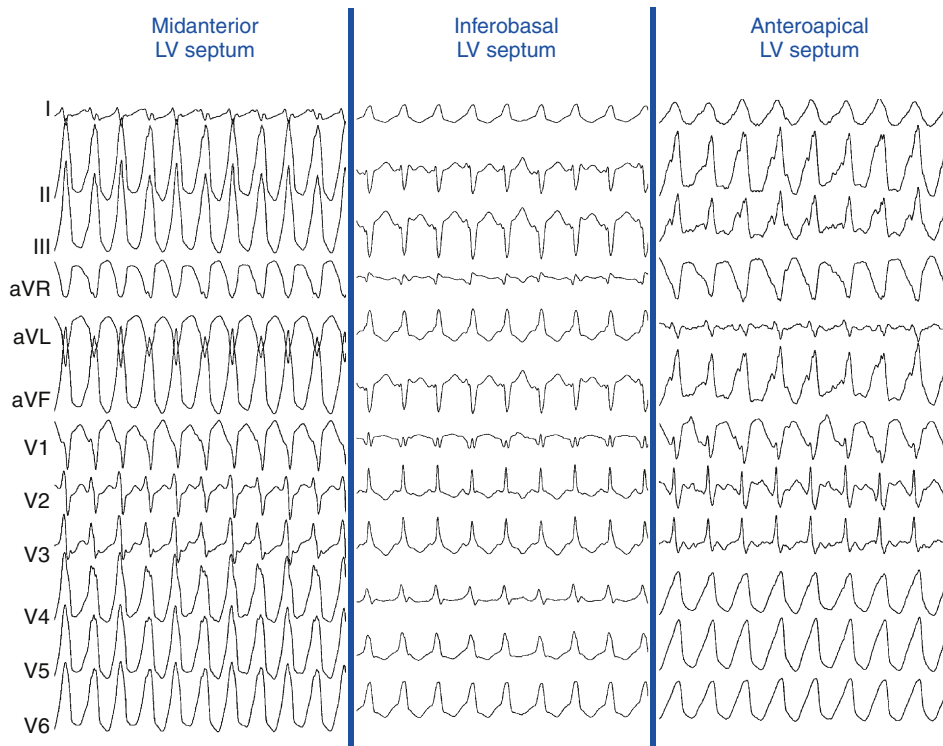 Midanterior
LV septum
Inferobasal
LV septum
Anteroapical
LV septum
I
II
III
aVR
aVL
aVF
V1
V2
V3
V4
V5
V6